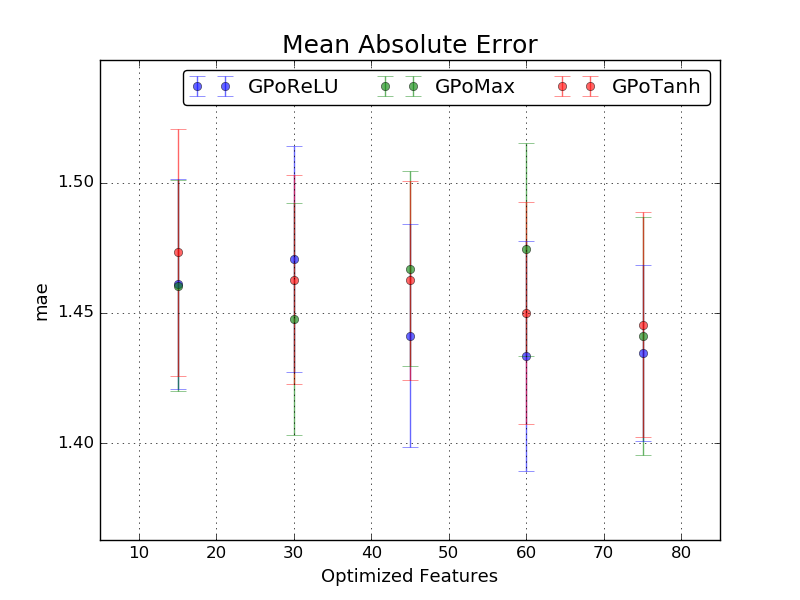 Mean Absolute Error
GPoReLU GPoMax GPoTanh
1.50
1.45
1.40
mae
10 20 30 40 50 60 70 80
Optimized Features